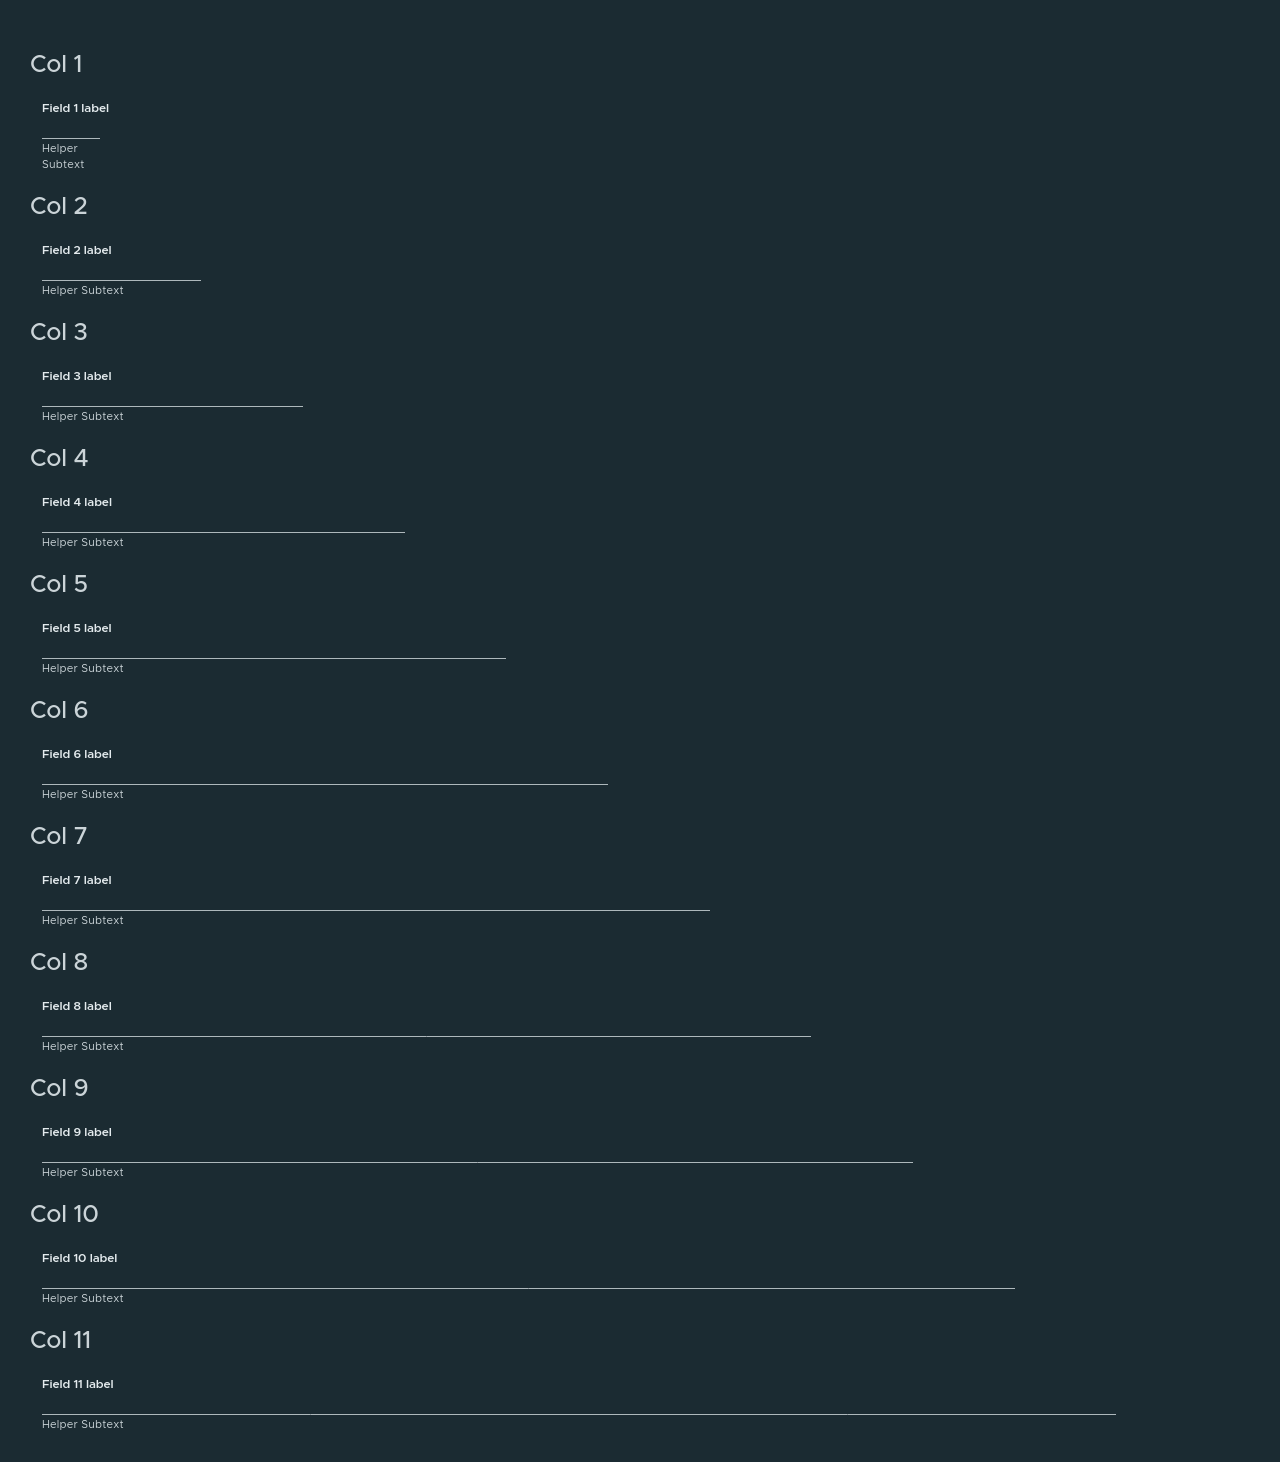 Col 1
Field 1 label
Helper
Subtext
Col 2
Field 2 label
Helper Subtext
Col 3
Field 3 label
Helper Subtext
Col 4
Field 4 label
Helper Subtext
Col 5
Field 5 label
Helper Subtext
Col 6
Field 6 label
Helper Subtext
Col 7
Field 7 label
Helper Subtext
Col 8
Field 8 label
Helper Subtext
Col 9
Field 9 label
Helper Subtext
Col 10
Field 10 label
Helper Subtext
Col 11
Field 11 label
Helper Subtext